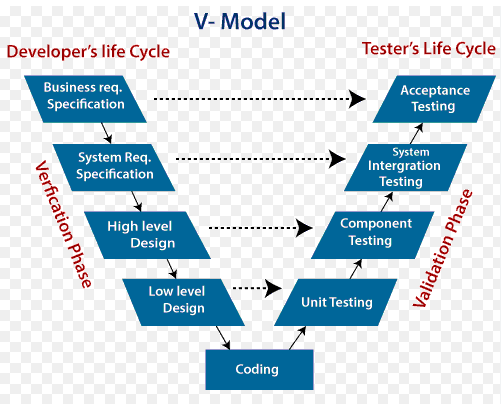 V- Model
Developer's life Cycle
Tester's Life Cycle
Business req.
Specification
Acceptance
Testing
System Req.
Specification
System
Intergration
Testing
High level
Design
Component
Testing
Low level
Design
Unit Testing
Coding
Verfication Phase
Validation Phase